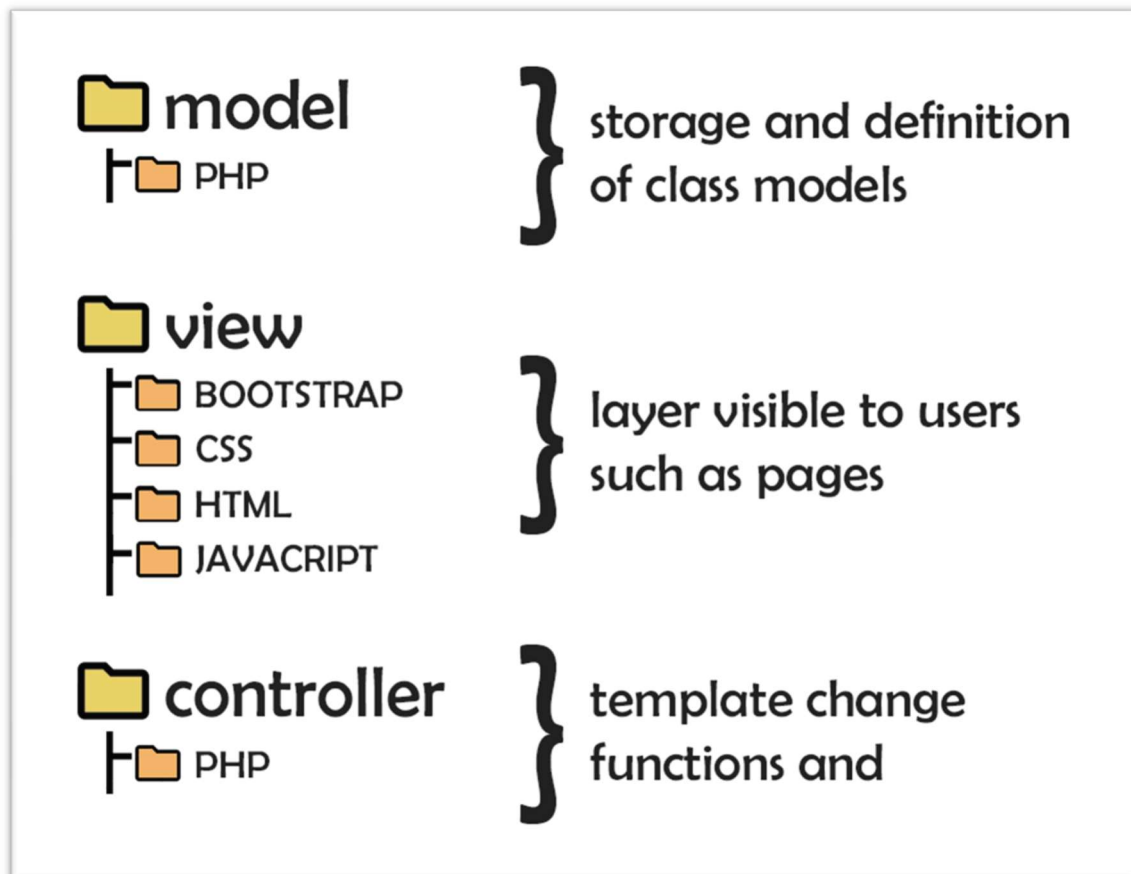 model
PHP
storage and definition
of class models
view
BOOTSTRAP
CSS
HTML
JAVACRIPT
layer visible to users
such as pages
controller
PHP
template change
functions and